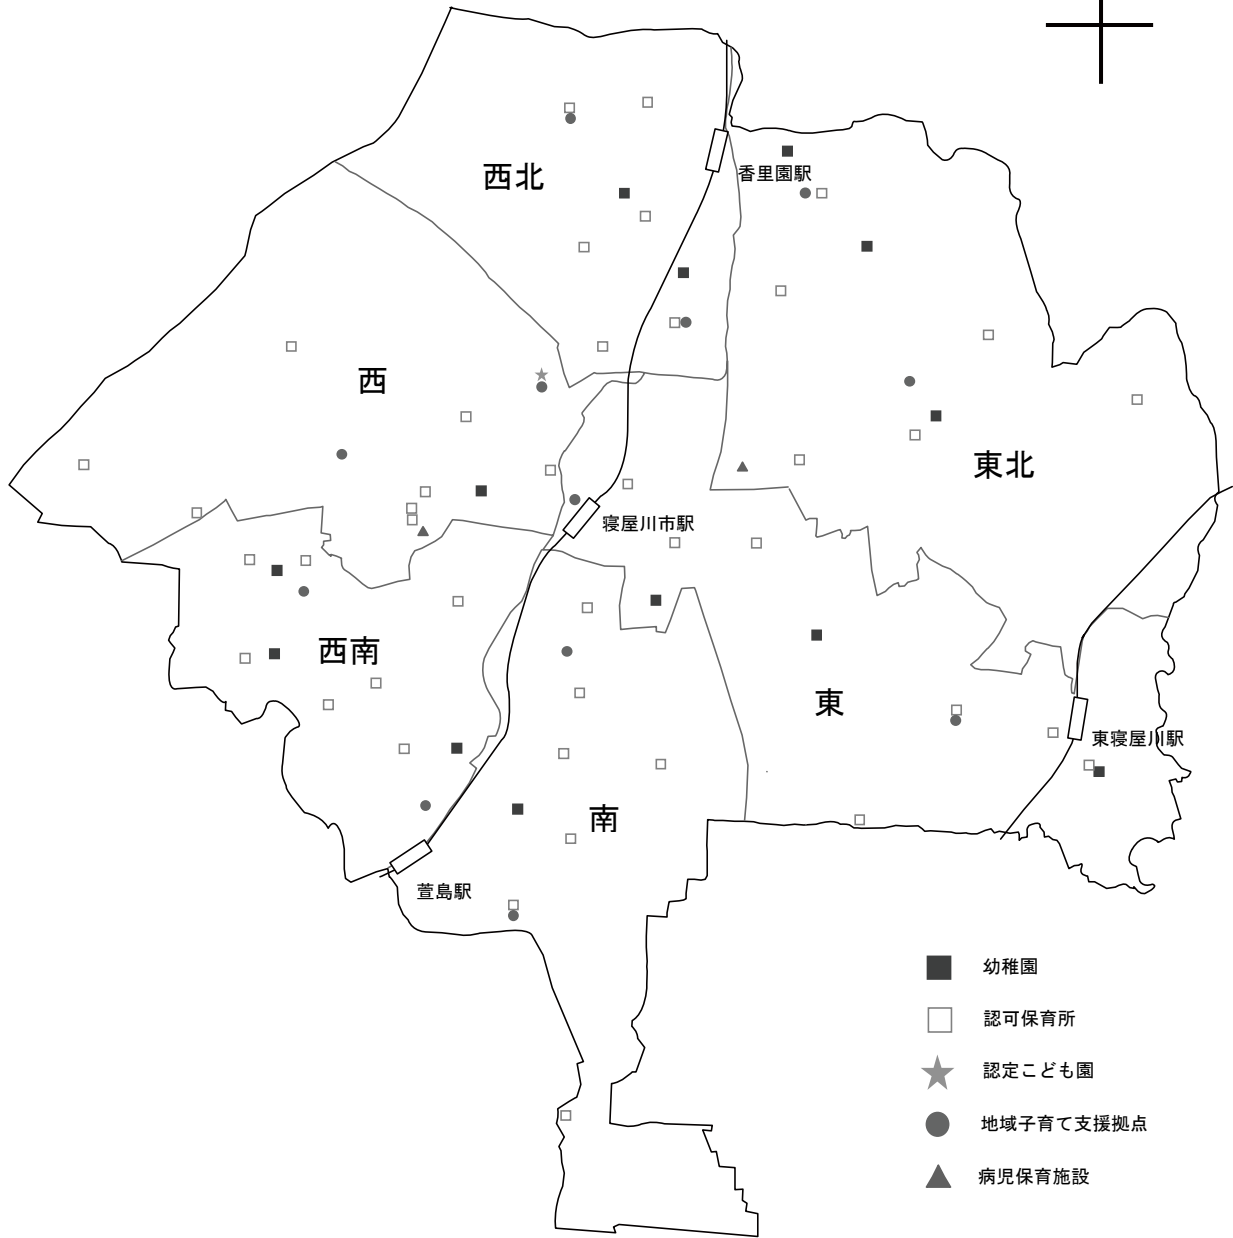 香里園駅
西北
西
東北
寝屋川市駅
西南
東
東寝屋川駅
南
萱島駅
幼稚園
認可保育所
認定こども園
地域子育て支援拠点
病児保育施設